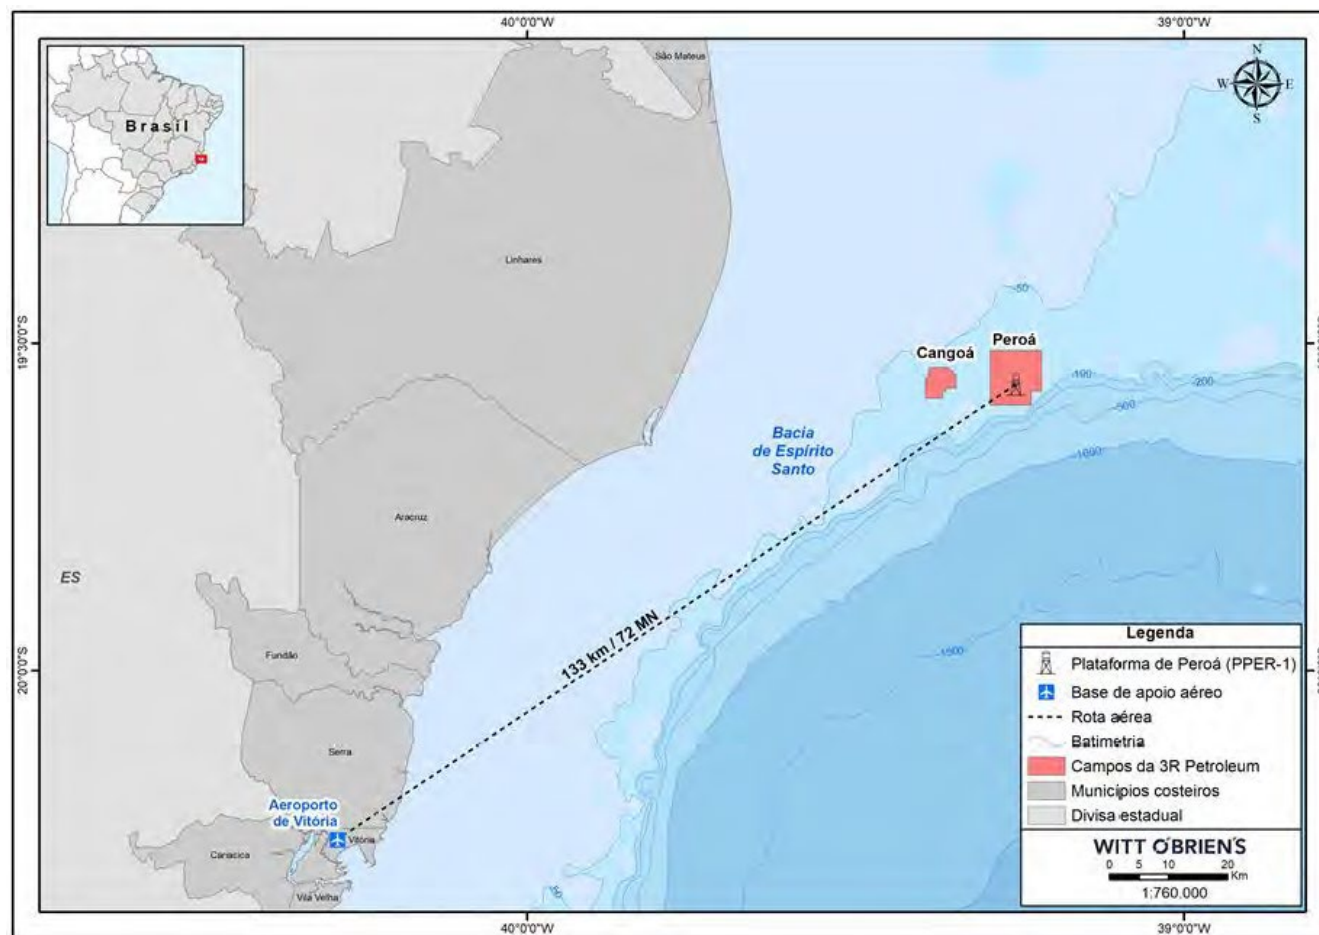 40°0'0"W
39°0'0"W
São Mateus
N
W
E
S
Brasil
Linhares
19°30'0"S
-50
Peroá
Cangoá
-100
-200
-500
-1000
Bacia
de Espírito
Santo
Aracruz
ES
133 km / 72 MN
Fundão
20°0'0"S
-1500
Serra
Aeroporto
de Vitória
Vitória
Cariacica
Vila Velha
-50
Legenda
Plataforma de Peroá (PPER-1)
Base de apoio aéreo
Rota aérea
Batimetria
Campos da 3R Petroleum
Municípios costeiros
Divisa estadual
WITT O'BRIEN'S
0 5 10 20
Km
1:760.000
40°0'0"W
39°0'0"W